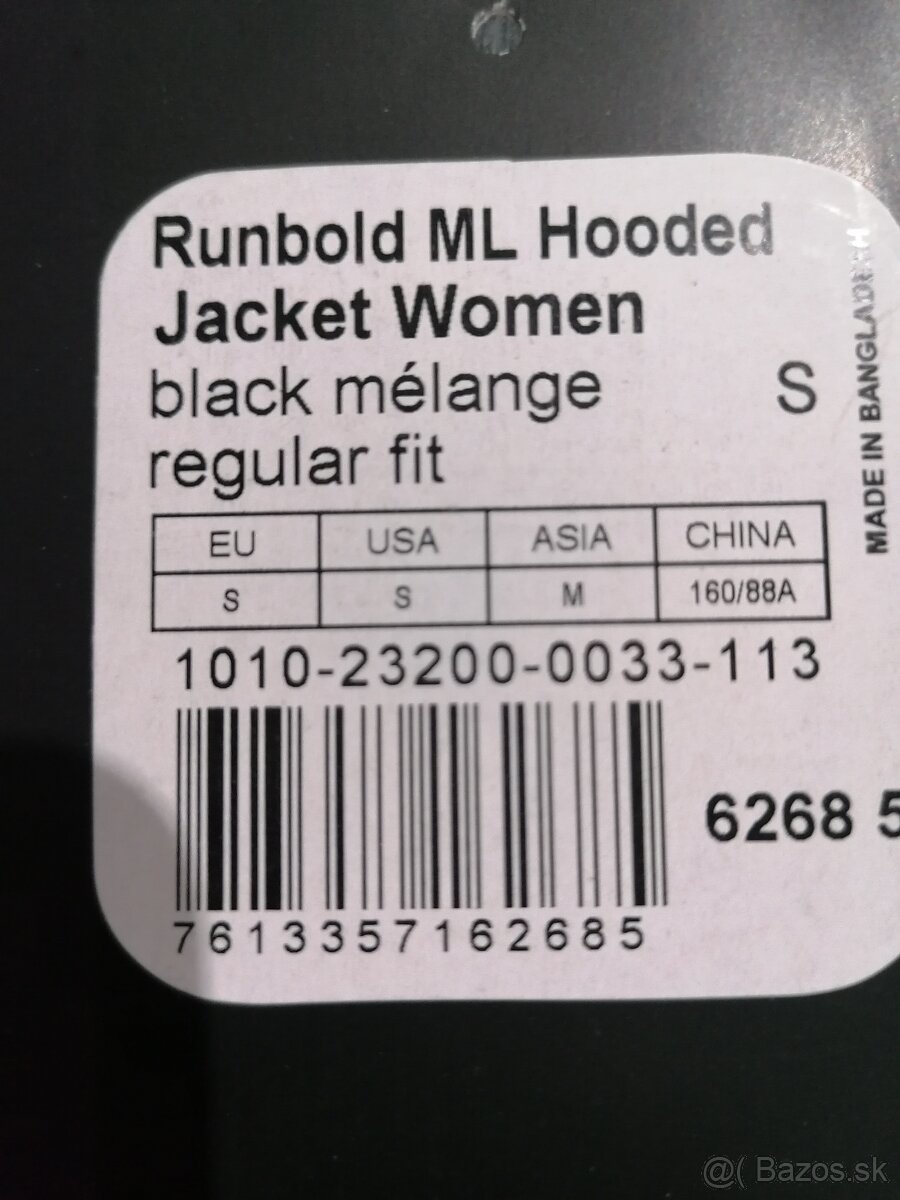 Runbold ML Hooded
Jacket Women
black mélange S
regular fit
MADE IN BANGLADESH
EU USA ASIA CHINA
S S M 160/88A
1010-23200-0033-113
6268 5
7613357162685
@( Bazos.sk